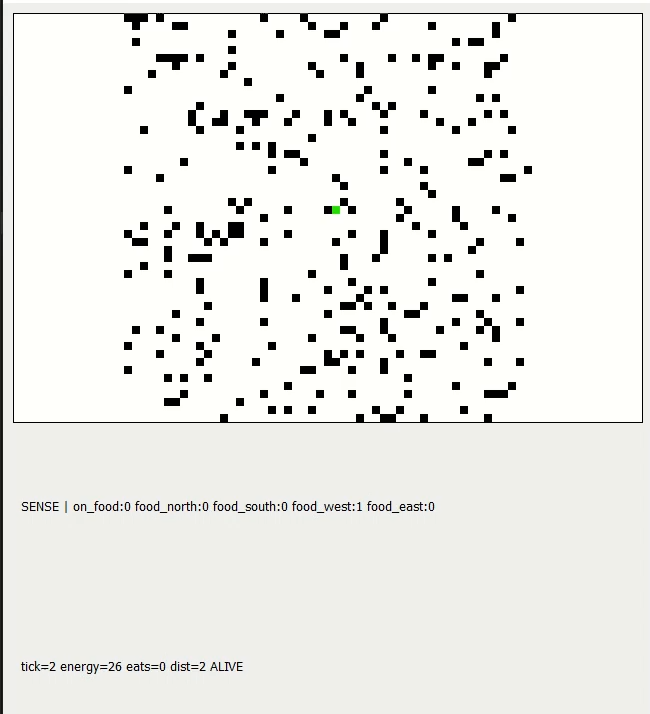 SENSE | on_food:0 food_north:0 food_south:0 food_west:1 food_east:0
tick=2 energy=26 eats=0 dist=2 ALIVE